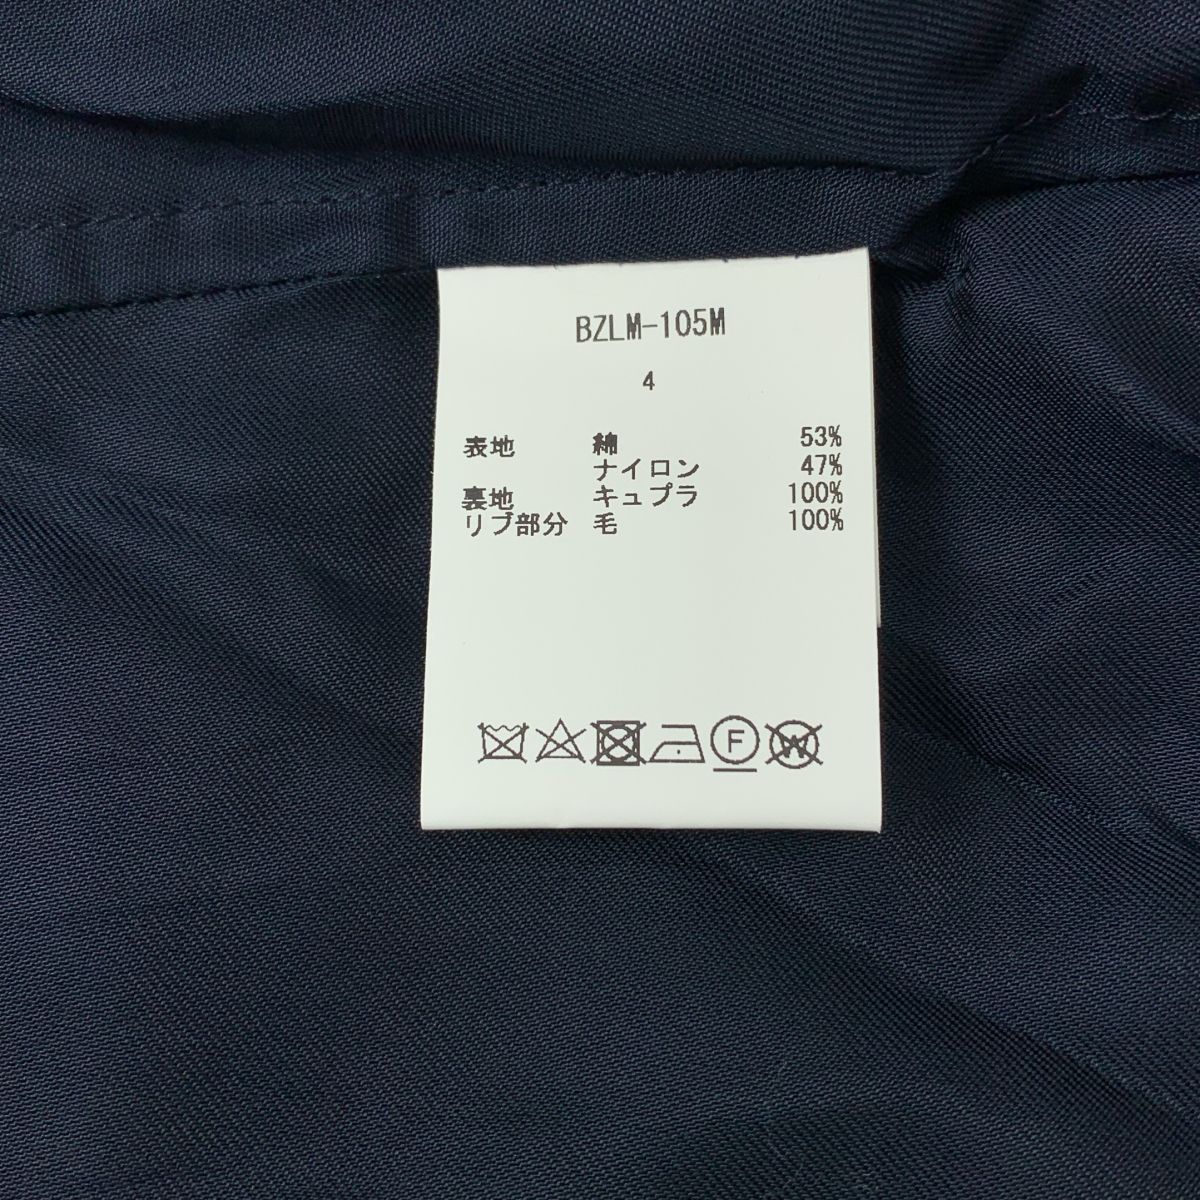 BZLM-105M
4
表地 綿 53%
ナイロン 47%
裏地 キュプラ 100%
リブ部分 毛 100%
F W